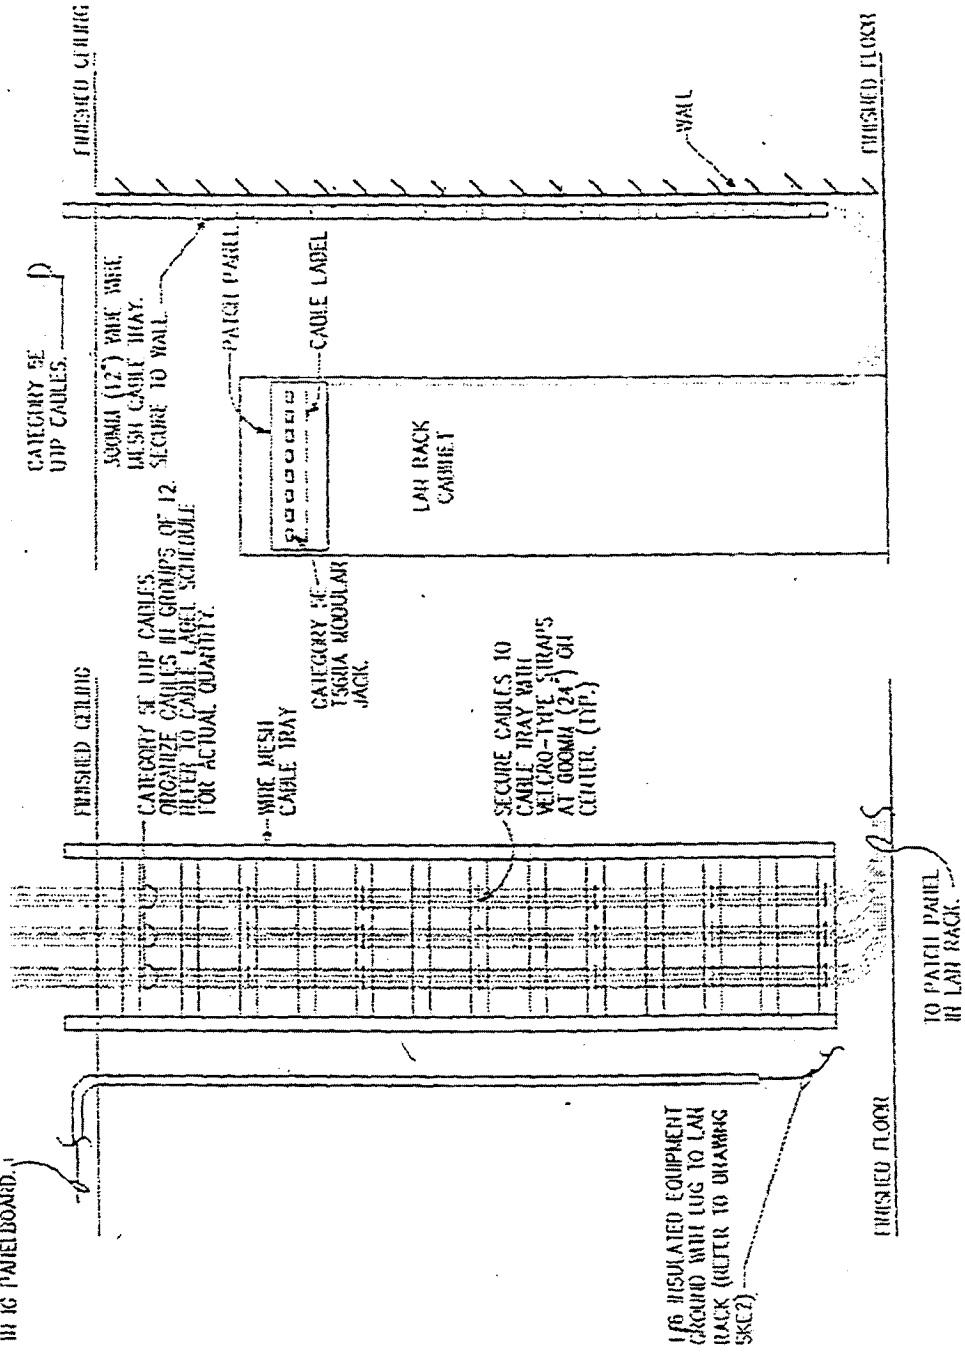 IN IG PANELBOARD.
FINISHED CEILING
CATEGORY 5E UTP CABLES.
ORGANIZE CABLES IN GROUPS OF 12.
REFER TO CABLE LABEL SCHEDULE
FOR ACTUAL QUANTITY.
WIRE MESH
CABLE TRAY
SECURE CABLES TO
CABLE TRAY WITH
VELCRO-TYPE STRAPS
AT 600MM (24") ON
CENTER, (TYP.)
INSULATED EQUIPMENT
GROUND WITH LUG TO LAN
RACK (REFER TO DRAWING
SKE2)
FINISHED FLOOR
TO PATCH PANEL
IN LAN RACK.
CATEGORY 5E
UTP CABLES.
FINISHED CEILING
300MM (12") WIDE WIRE
MESH CABLE TRAY.
SECURE TO WALL.
PATCH PANEL
CABLE LABEL
CATEGORY 5E
T568A MODULAR
JACK.
LAN RACK
CABINET
WALL
FINISHED FLOOR